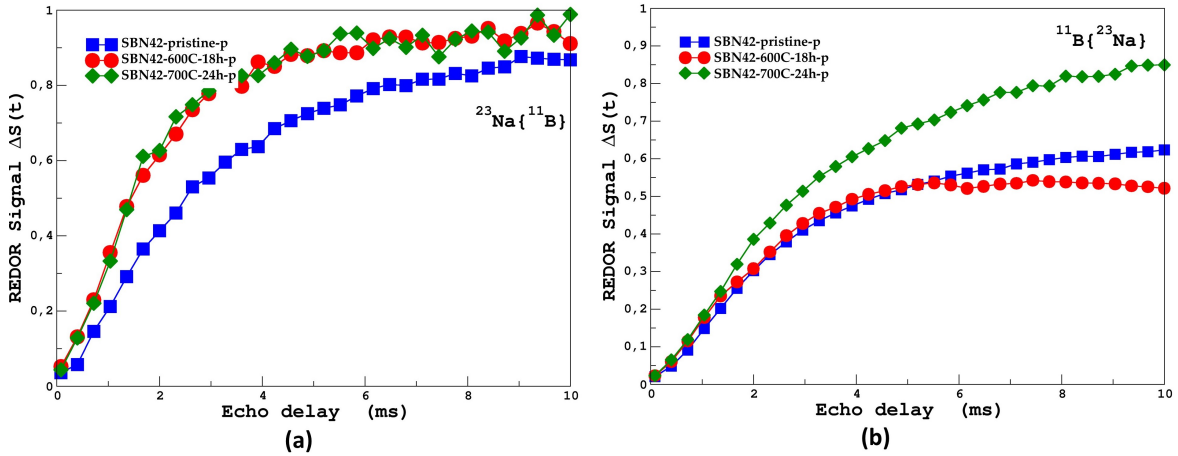 1
0,8
0,6
0,4
0,2
0
REDOR Signal ΔS(t)
SBN42-pristine-p
SBN42-600C-18h-p
SBN42-700C-24h-p
23Na{11B}
0 2 4 6 8 10
Echo delay (ms)
(a)
1
0,9
0,8
0,7
0,6
0,5
0,4
0,3
0,2
0,1
0
REDOR Signal ΔS(t)
SBN42-pristine-p
SBN42-600C-18h-p
SBN42-700C-24h-p
11B{23Na}
0 2 4 6 8 10
Echo delay (ms)
(b)